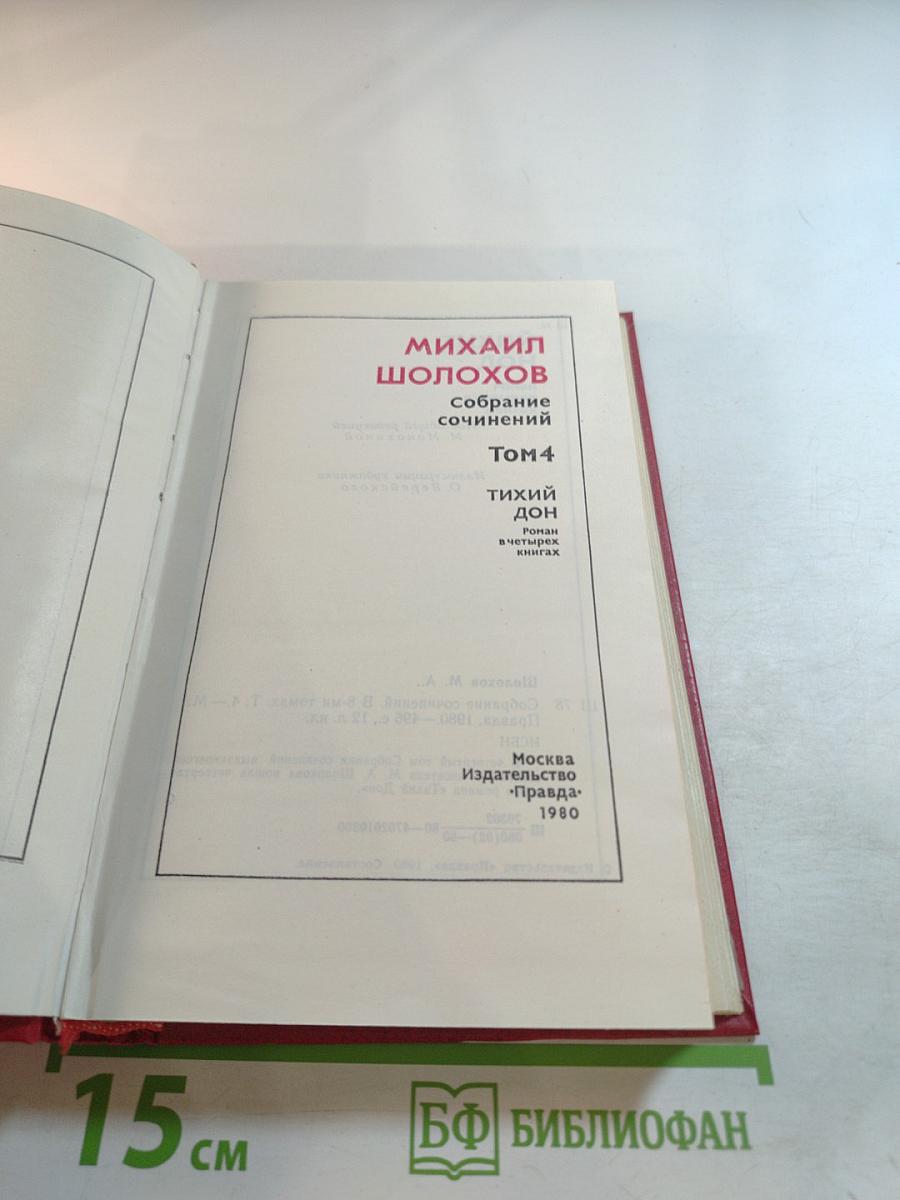 МИХАИЛ
ШОЛОХОВ
Собрание
сочинений
Том 4
ТИХИЙ
ДОН
Роман
в четырех
книгах
Москва
Издательство
«Правда»
1980
15 см
БФ БИБЛИОФАН